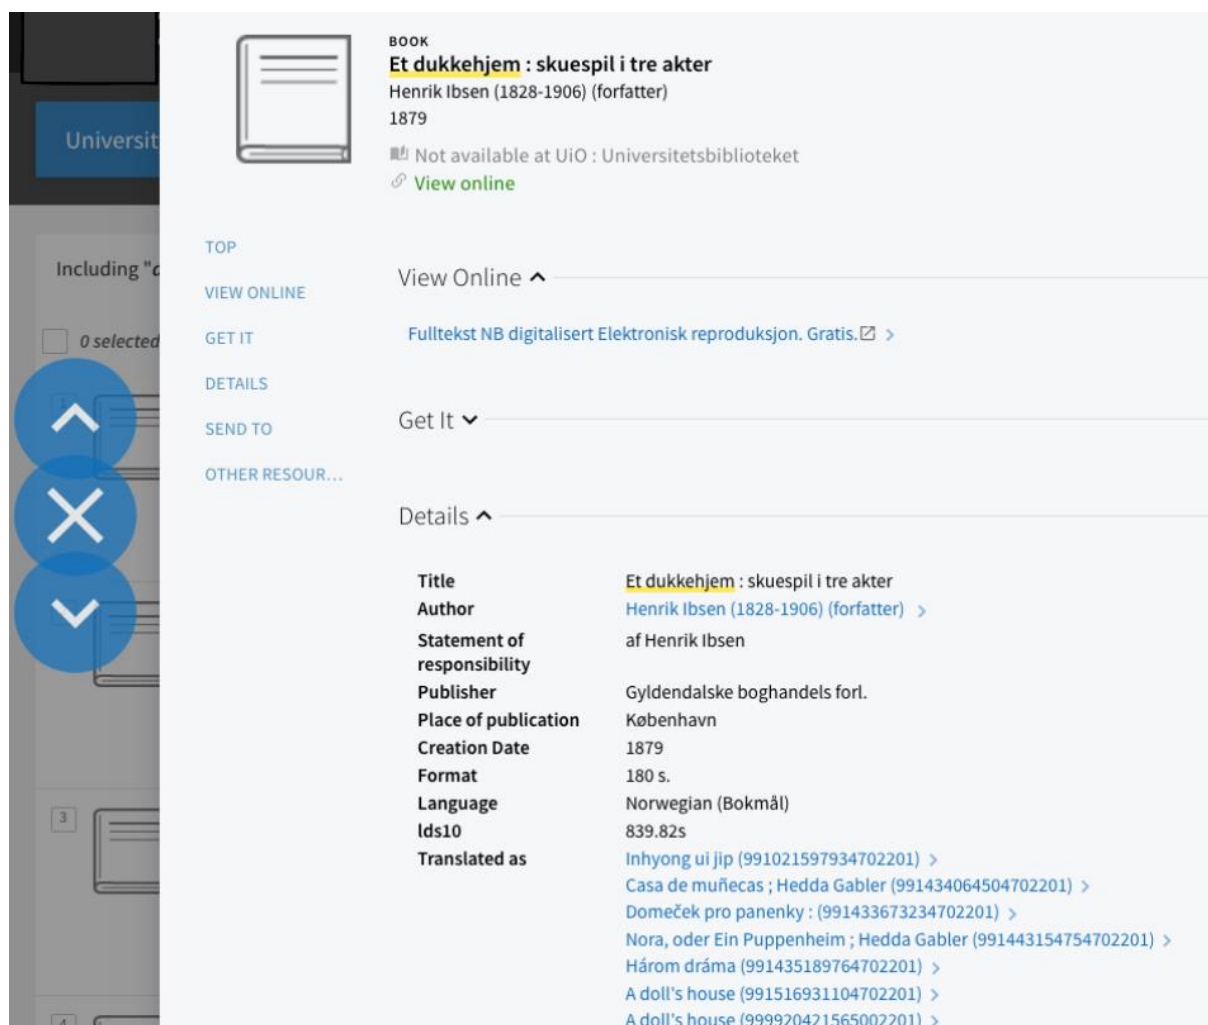 BOOK
Et dukkehjem : skuespil i tre akter
Henrik Ibsen (1828-1906) (forfatter)
1879
Not available at UiO : Universitetsbiblioteket
View online
Universit
Including "
0 selected
3
TOP
VIEW ONLINE
GET IT
DETAILS
SEND TO
OTHER RESOUR...
View Online
Fulltekst NB digitalisert Elektronisk reproduksjon. Gratis.
Get It
Details
Title Et dukkehjem : skuespil i tre akter
Author Henrik Ibsen (1828-1906) (forfatter)
Statement of af Henrik Ibsen
responsibility
Publisher Gyldendalske boghandels forl.
Place of publication København
Creation Date 1879
Format 180 s.
Language Norwegian (Bokmål)
lds10 839.82s
Translated as Inhyong ui jip (991021597934702201)
Casa de muñecas ; Hedda Gabler (991434064504702201)
Domeček pro panenky : (991433673234702201)
Nora, oder Ein Puppenheim ; Hedda Gabler (991443154754702201)
Három dráma (991435189764702201)
A doll's house (991516931104702201)
A doll's house (999920421565002201)